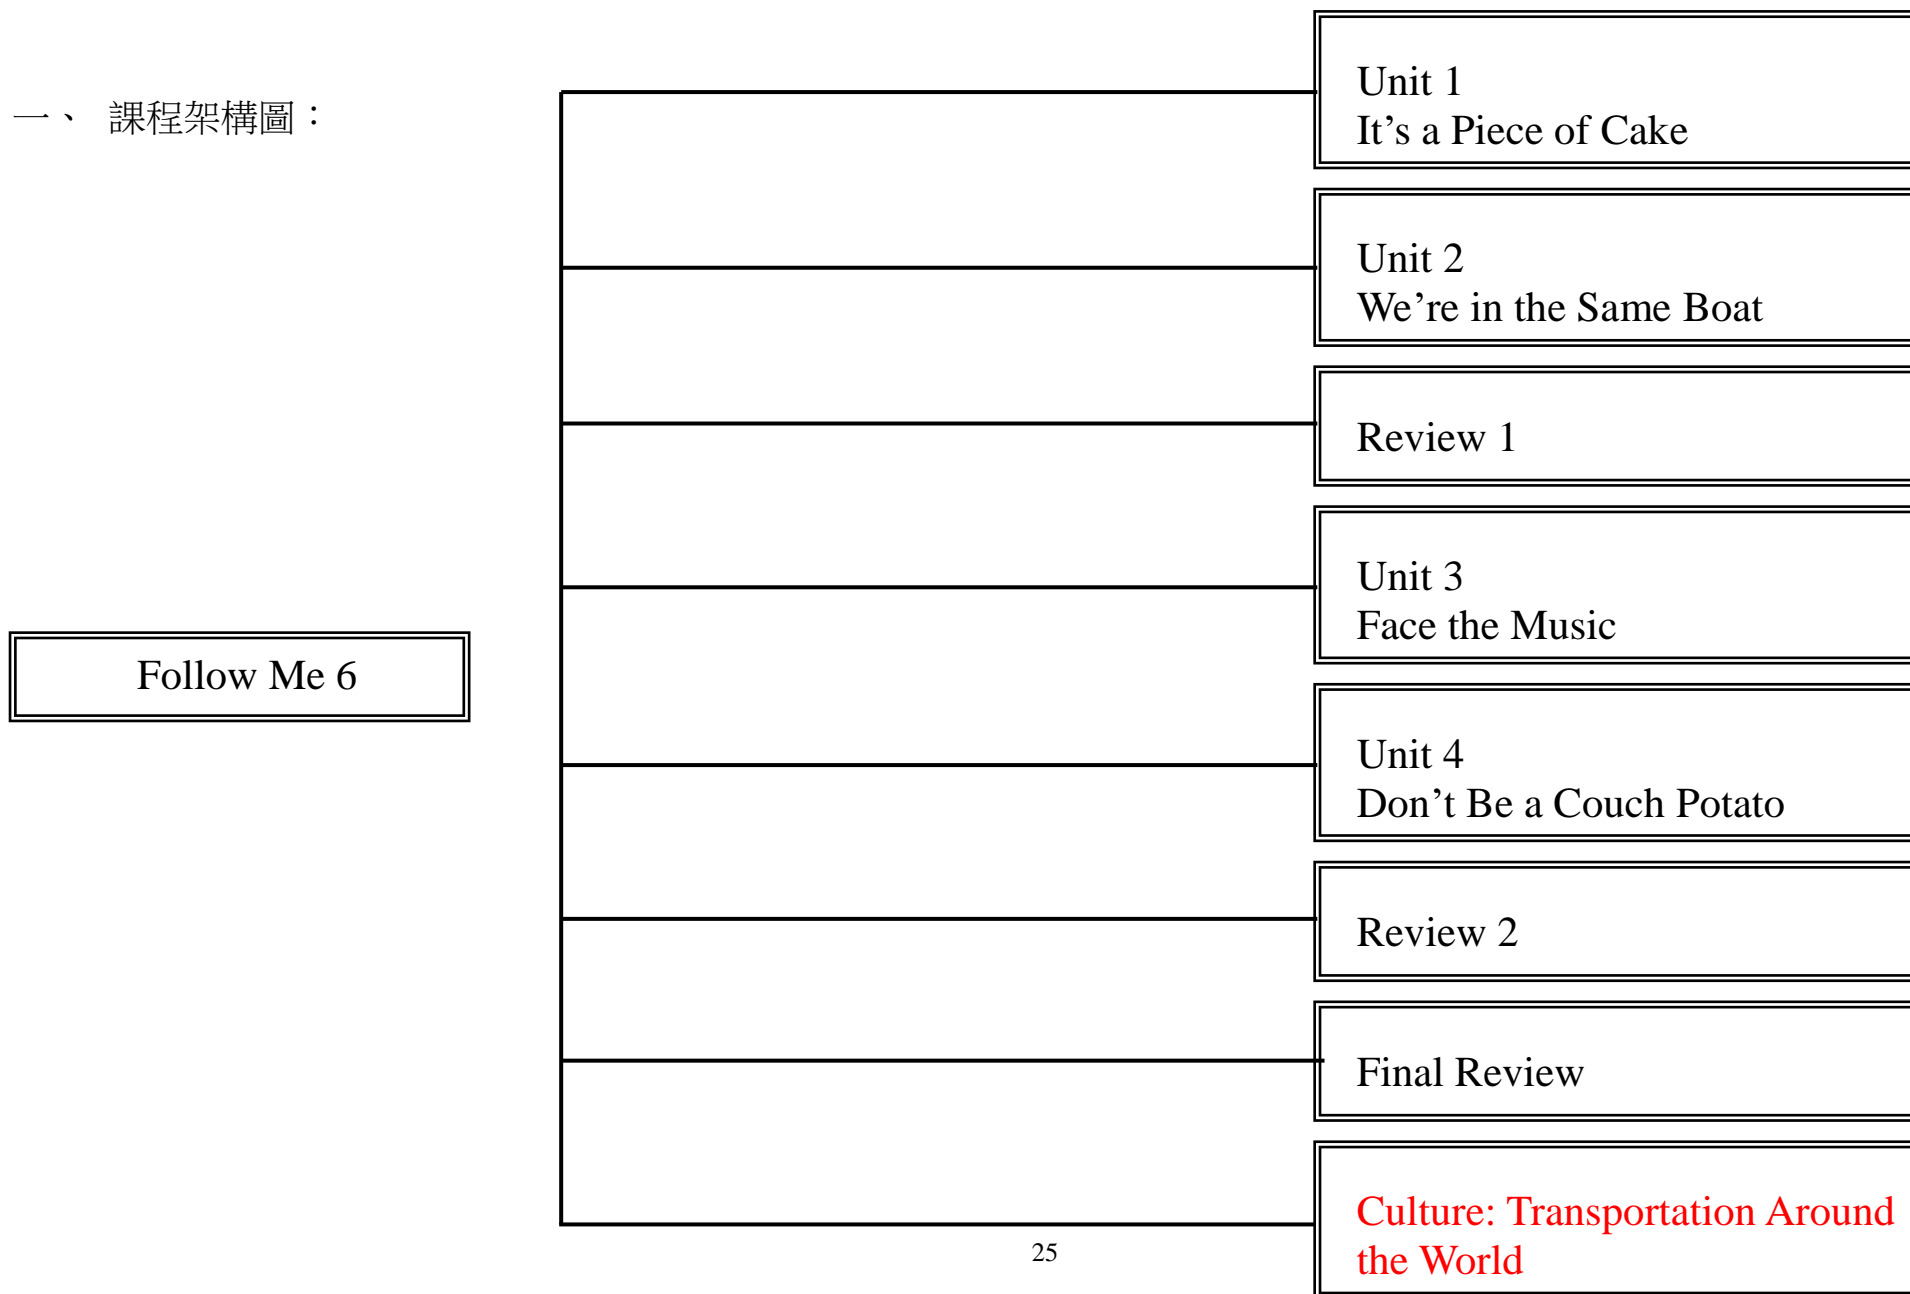 一、 課程架構圖：
Follow Me 6
Unit 1
It’s a Piece of Cake
Unit 2
We’re in the Same Boat
Review 1
Unit 3
Face the Music
Unit 4
Don’t Be a Couch Potato
Review 2
Final Review
Culture: Transportation Around
the World
25